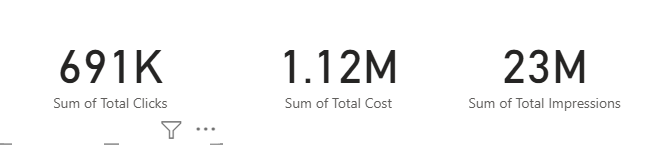 691K 1.12M 23M
Sum of Total Clicks Sum of Total Cost Sum of Total Impressions